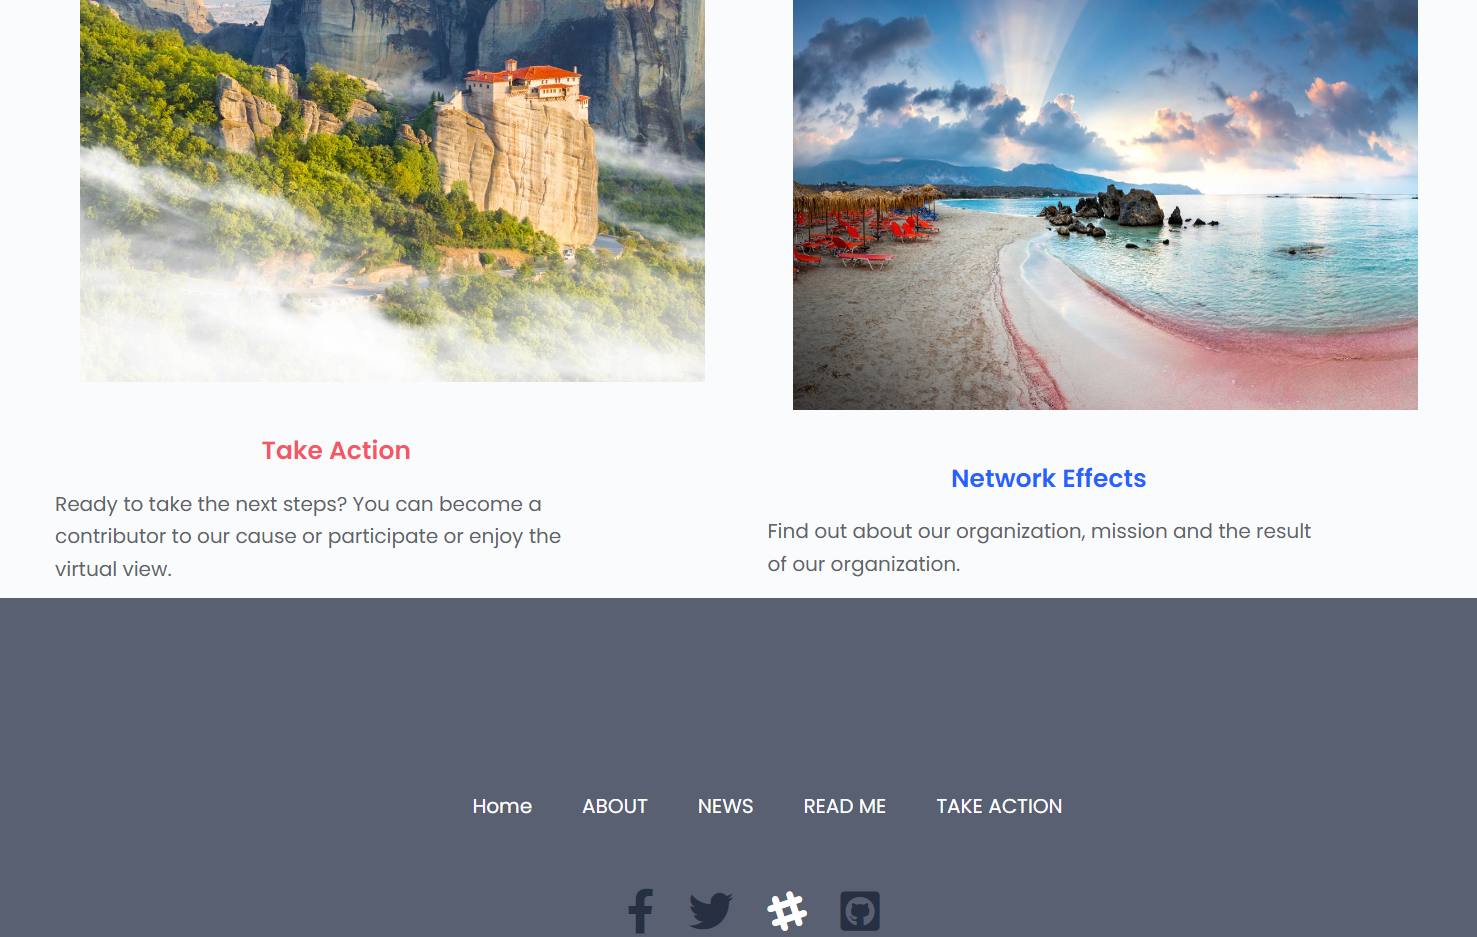 Take Action
Ready to take the next steps? You can become a
contributor to our cause or participate or enjoy the
virtual view.
Network Effects
Find out about our organization, mission and the result
of our organization.
Home ABOUT NEWS READ ME TAKE ACTION